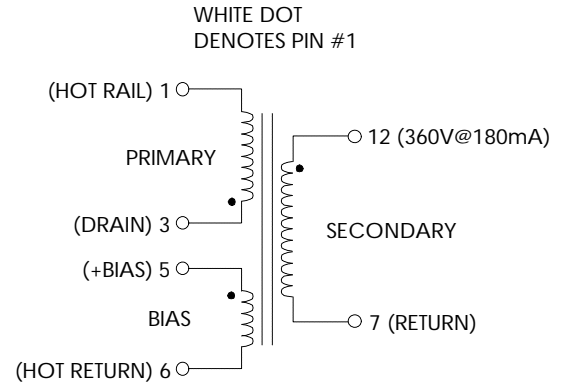 WHITE DOT
DENOTES PIN #1
(HOT RAIL) 1
12 (360V@180mA)
PRIMARY
(DRAIN) 3
SECONDARY
(+BIAS) 5
BIAS
7 (RETURN)
(HOT RETURN) 6